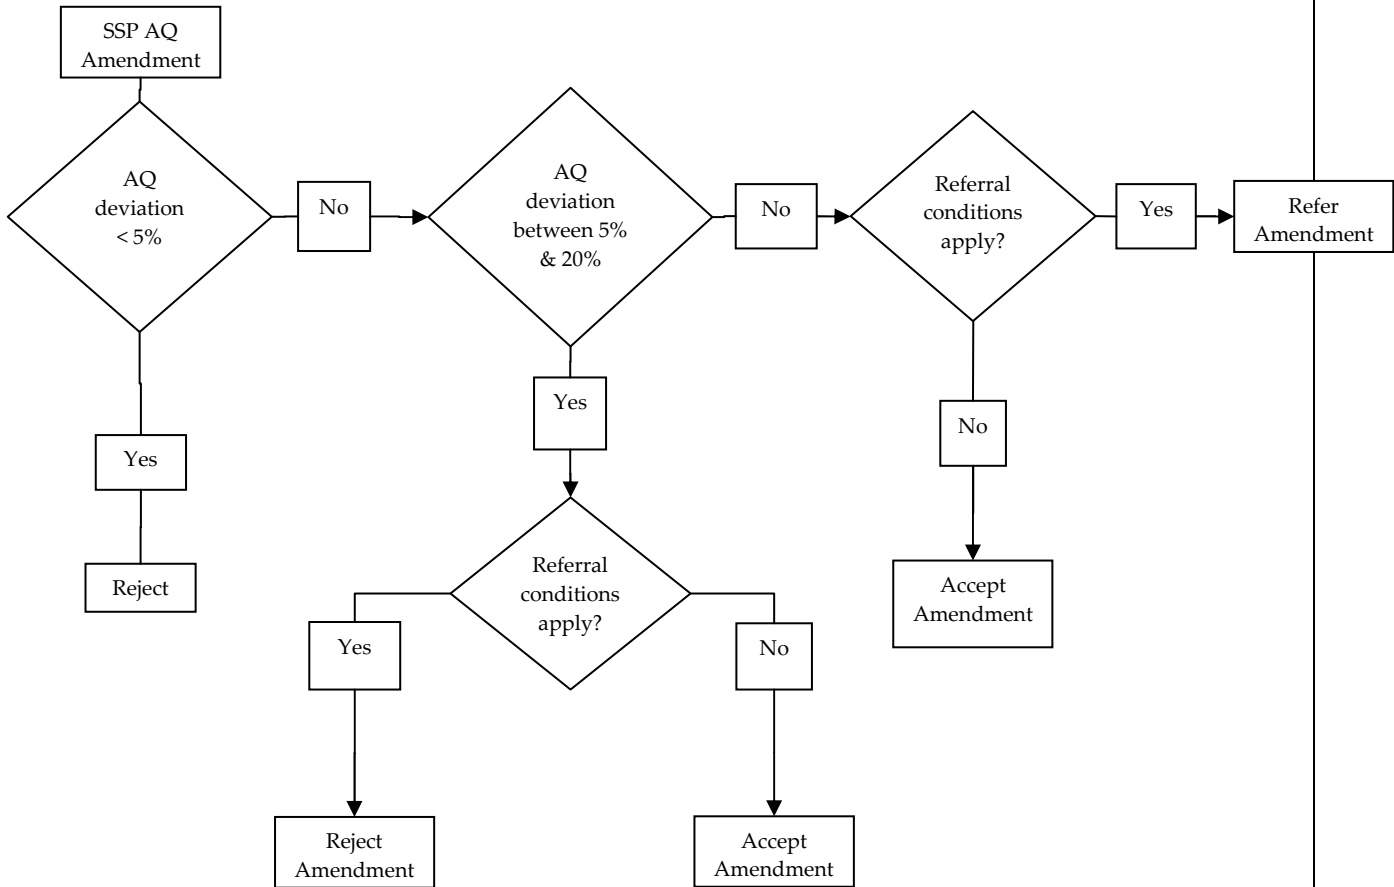 SSP AQ
Amendment
AQ
deviation
< 5%
No
AQ
deviation
between 5%
& 20%
No
Referral
conditions
apply?
Yes
Refer
Amendment
Yes
Yes
No
Reject
Referral
conditions
apply?
Accept
Amendment
Yes
No
Reject
Amendment
Accept
Amendment